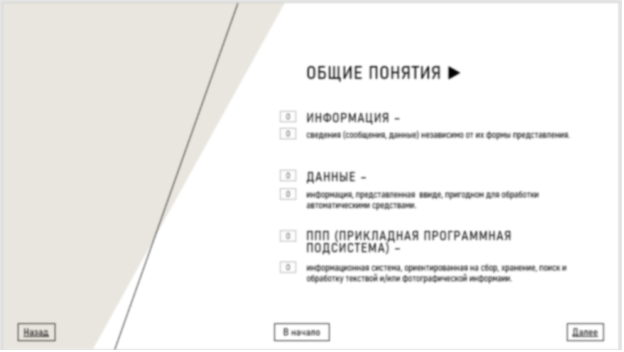 ОБЩИЕ ПОНЯТИЯ
0 ИНФОРМАЦИЯ –
0 сведения (сообщения, данные) независимо от их формы представления.
0 ДАННЫЕ –
0 информация, представленная ввиде, пригодном для обработки
автоматическими средствами.
0 ППП (ПРИКЛАДНАЯ ПРОГРАММНАЯ
ПОДСИСТЕМА) –
0 информационная система, ориентированная на сбор, хранение, поиск и
обработку текствой и/или фотографической информаии.
Назад
В начало
Далее